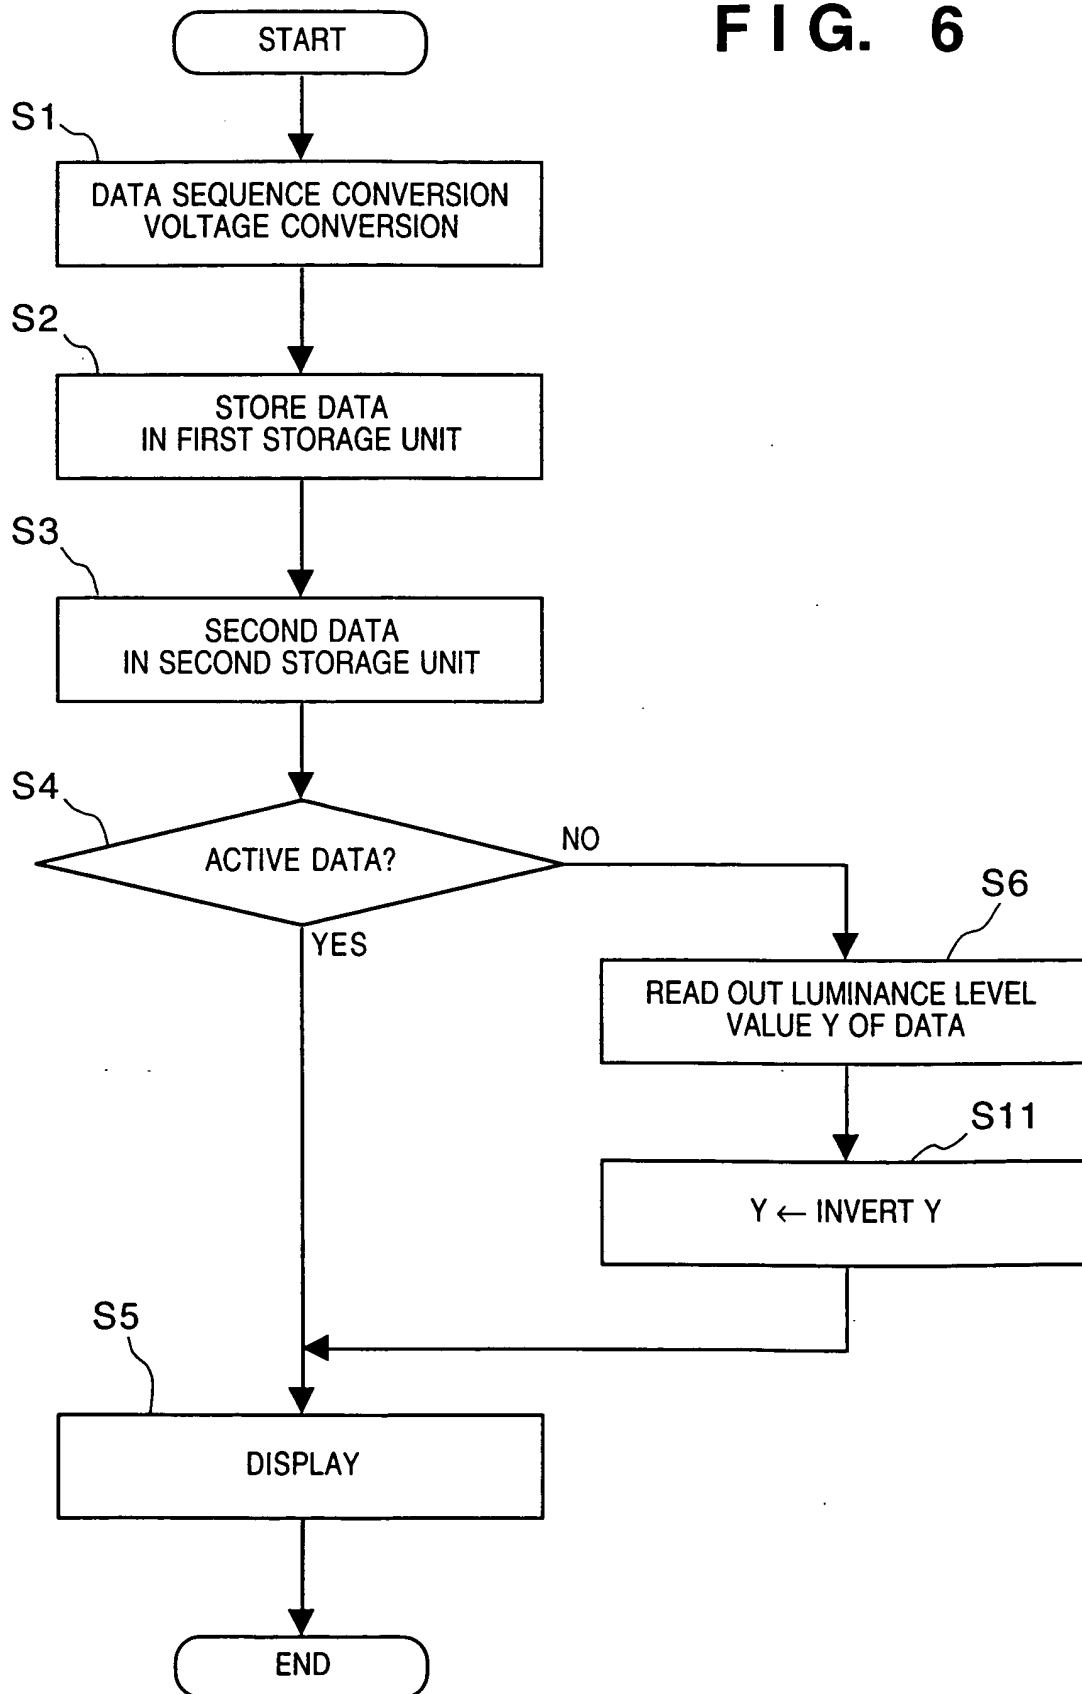 FIG. 6
START
S1
DATA SEQUENCE CONVERSION
VOLTAGE CONVERSION
S2
STORE DATA
IN FIRST STORAGE UNIT
S3
SECOND DATA
IN SECOND STORAGE UNIT
S4
ACTIVE DATA?
NO
YES
S6
READ OUT LUMINANCE LEVEL
VALUE Y OF DATA
S11
Y ← INVERT Y
S5
DISPLAY
END